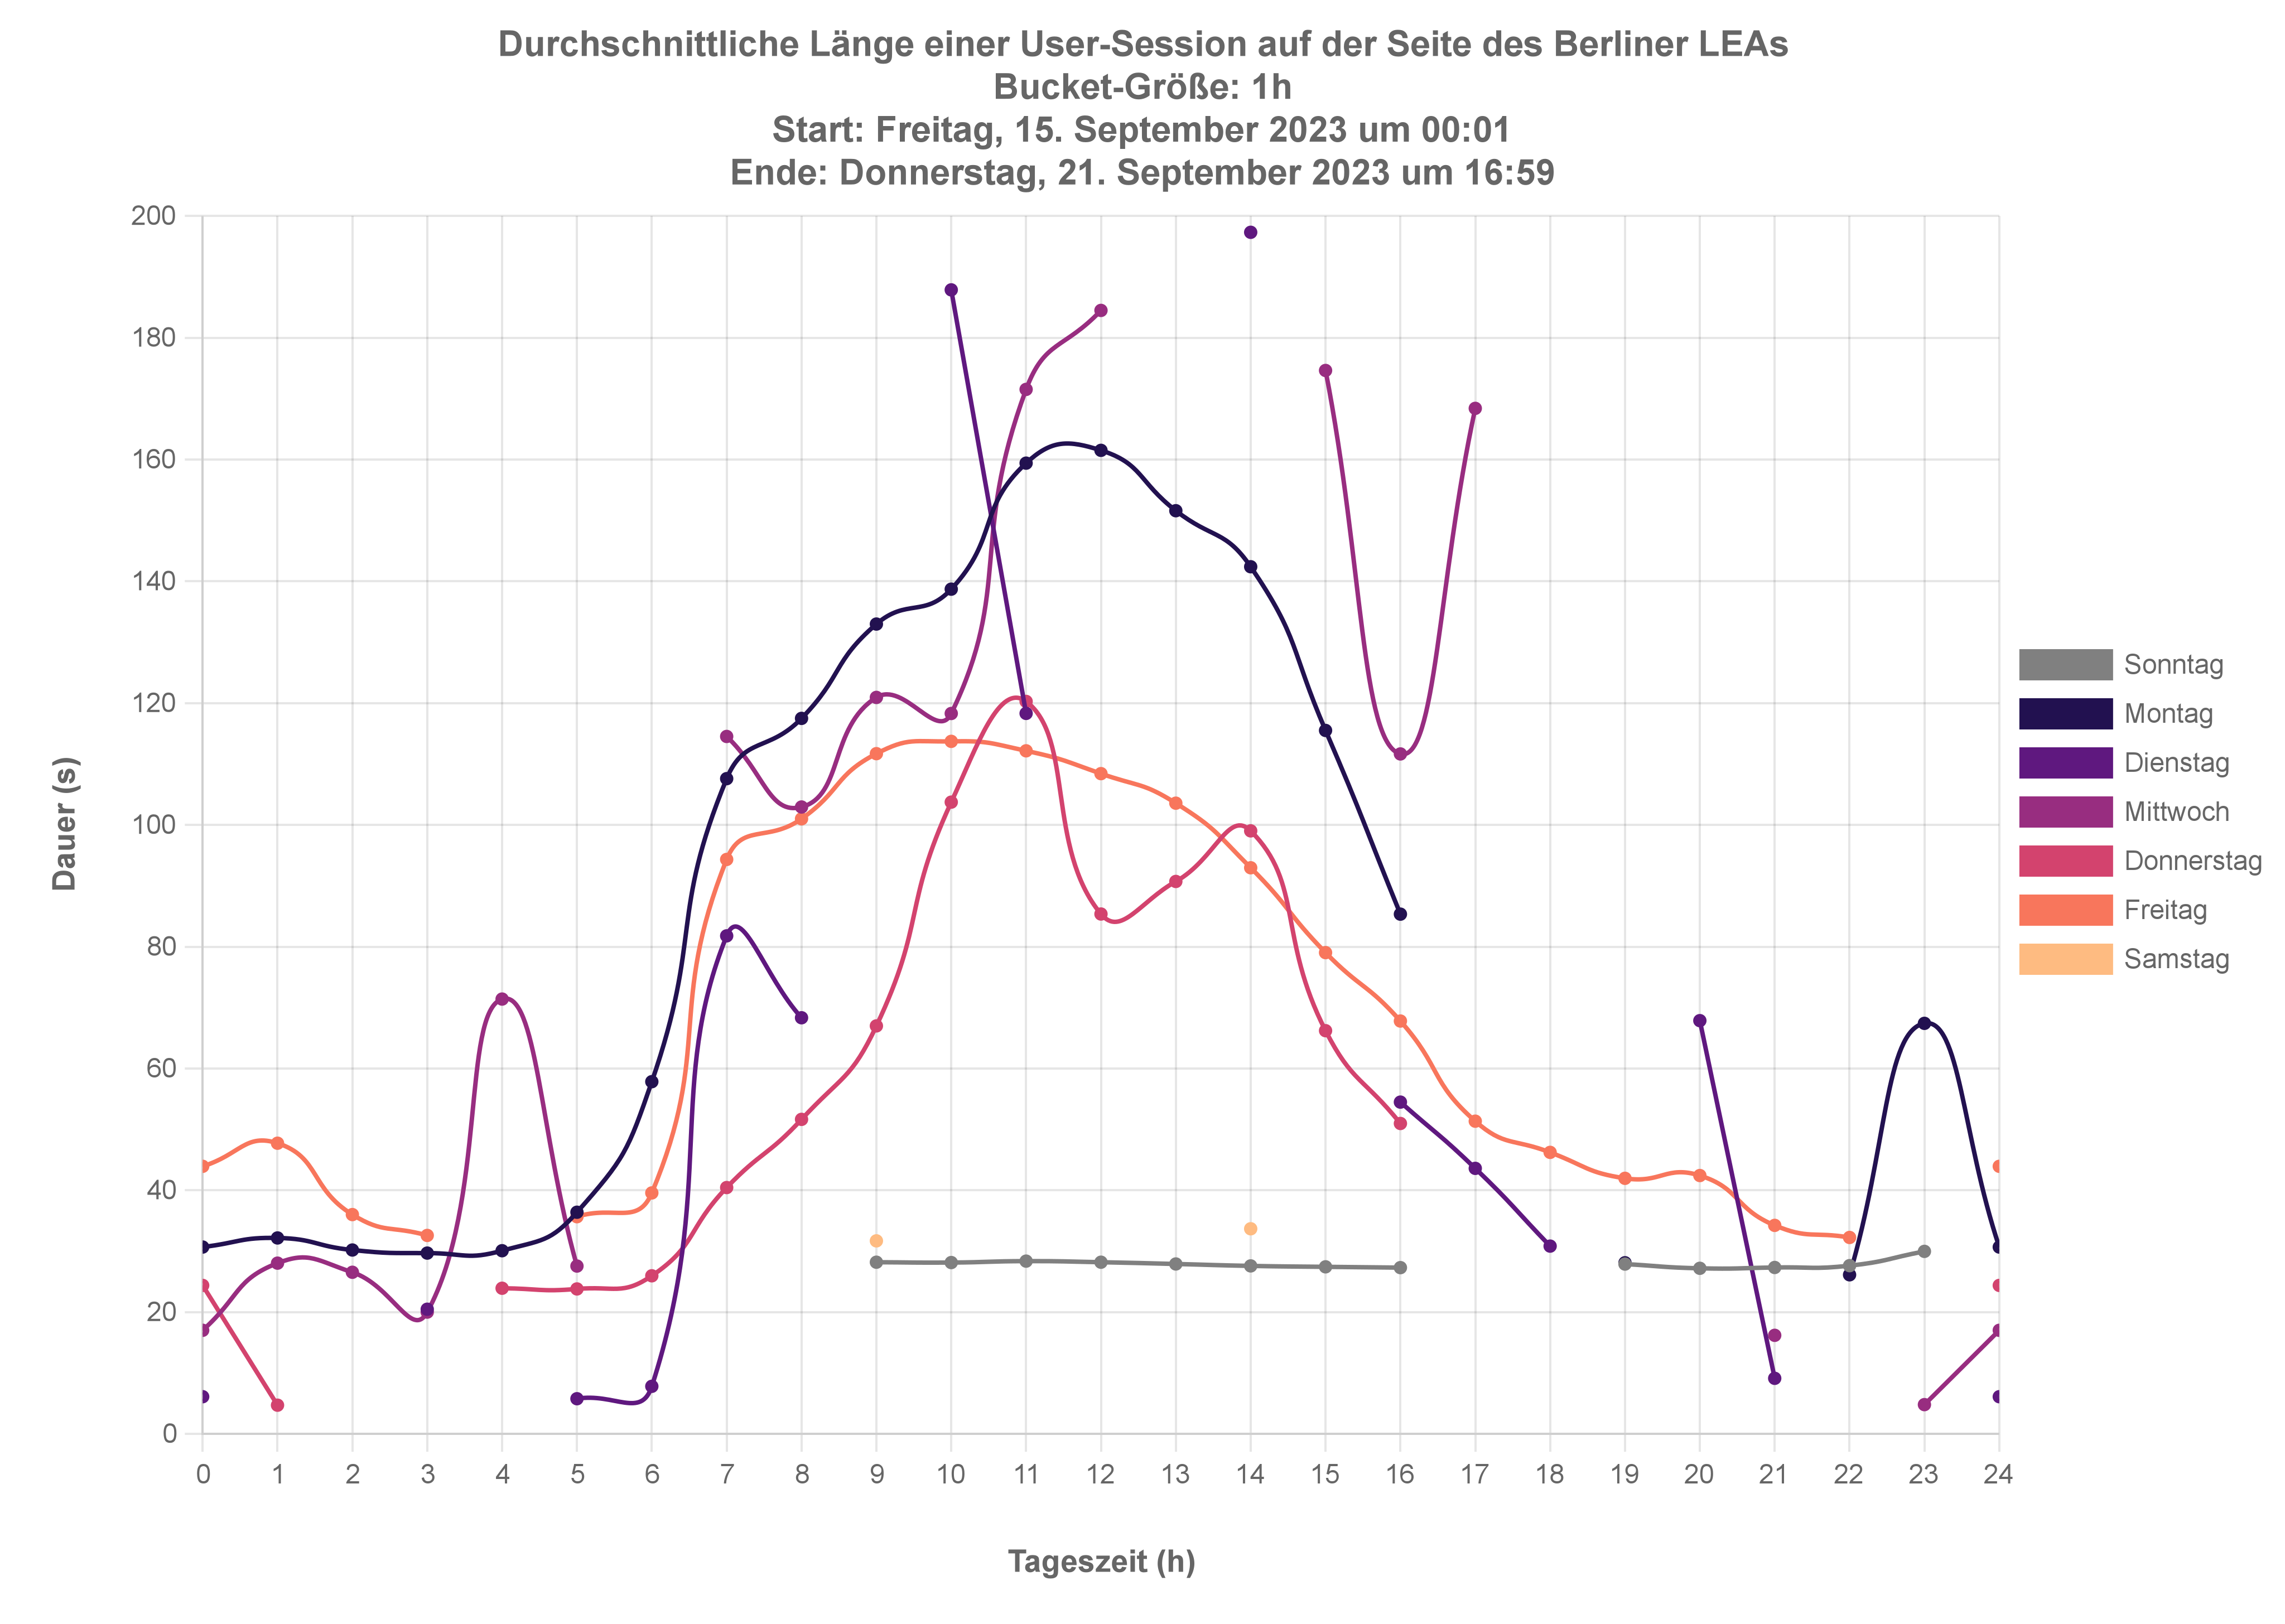 Durchschnittliche Länge einer User-Session auf der Seite des Berliner LEAs
Bucket-Größe: 1h
Start: Freitag, 15. September 2023 um 00:01
Ende: Donnerstag, 21. September 2023 um 16:59
200
180
160
140
120
100
80
60
40
20
0
Dauer (s)
0 1 2 3 4 5 6 7 8 9 10 11 12 13 14 15 16 17 18 19 20 21 22 23 24
Tageszeit (h)
Sonntag
Montag
Dienstag
Mittwoch
Donnerstag
Freitag
Samstag